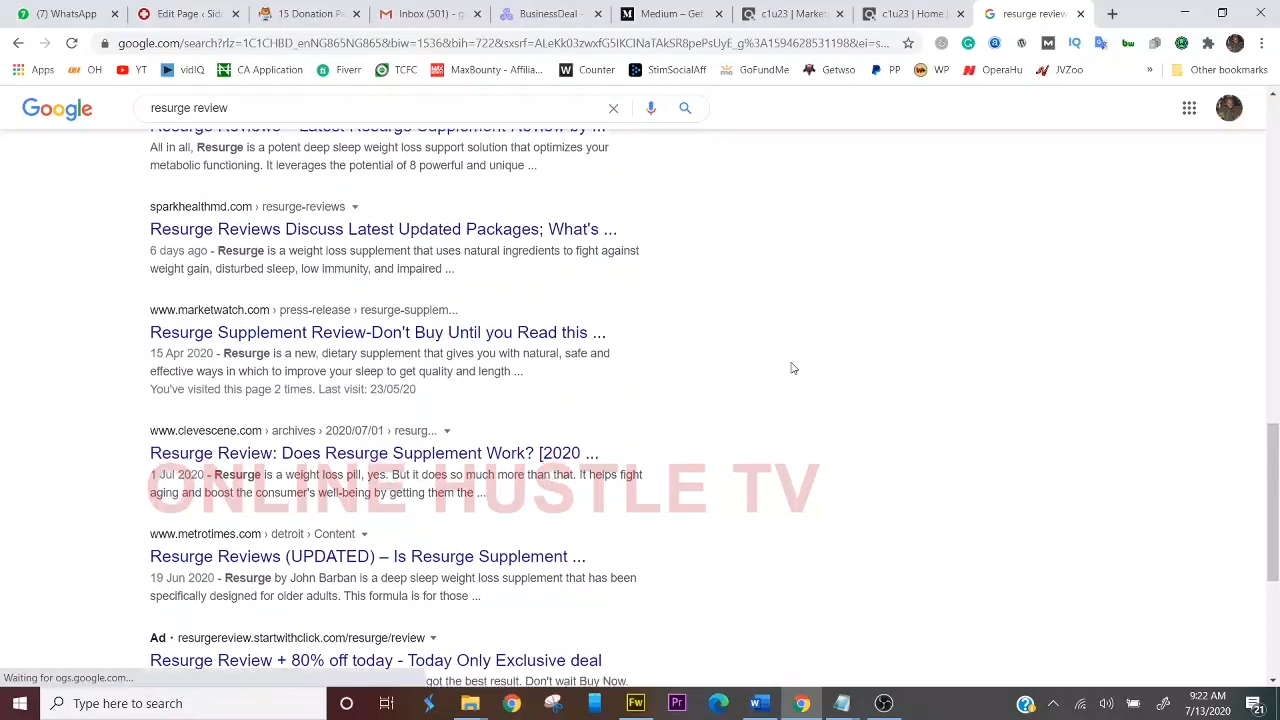 WhatsApp
Edit Page ‹ Sid
15 Donation Pa
Inbox (501) - g
BusinessDeal -
Medium – Get
c1u23 | Market
c1u23 | Home |
resurge review
Apps
OH
YT
vidIQ
CA Application
Fiverr
TCFC
MaxBounty - Affilia...
Counter
StimSocialAff
GoFundMe
Getwso
PP
WP
OperaHu
JVZoo
»
Other bookmarks
Google
resurge review
All in all, Resurge is a potent deep sleep weight loss support solution that optimizes your
metabolic functioning. It leverages the potential of 8 powerful and unique ...
sparkhealthmd.com › resurge-reviews
Resurge Reviews Discuss Latest Updated Packages; What's ...
6 days ago - Resurge is a weight loss supplement that uses natural ingredients to fight against
weight gain, disturbed sleep, low immunity, and impaired ...
www.marketwatch.com › press-release › resurge-supplem...
Resurge Supplement Review-Don't Buy Until you Read this ...
15 Apr 2020 - Resurge is a new, dietary supplement that gives you with natural, safe and
effective ways in which to improve your sleep to get quality and length ...
You've visited this page 2 times. Last visit: 23/05/20
www.clevescene.com › archives › 2020/07/01 › resurg...
Resurge Review: Does Resurge Supplement Work? [2020 ...
1 Jul 2020 - Resurge is a weight loss pill, yes. But it does so much more than that. It helps fight
aging and boost the consumer's well-being by getting them the ...
ONLINE HUSTLE TV
www.metrotimes.com › detroit › Content
Resurge Reviews (UPDATED) – Is Resurge Supplement ...
19 Jun 2020 - Resurge by John Barban is a deep sleep weight loss supplement that has been
specifically designed for older adults. This formula is for those ...
Ad · resurgereview.startwithclick.com/resurge/review
Resurge Review + 80% off today - Today Only Exclusive deal
got the best result. Don't wait Buy Now.
Waiting for ogs.google.com...
Type here to search
9:22 AM
7/13/2020
21